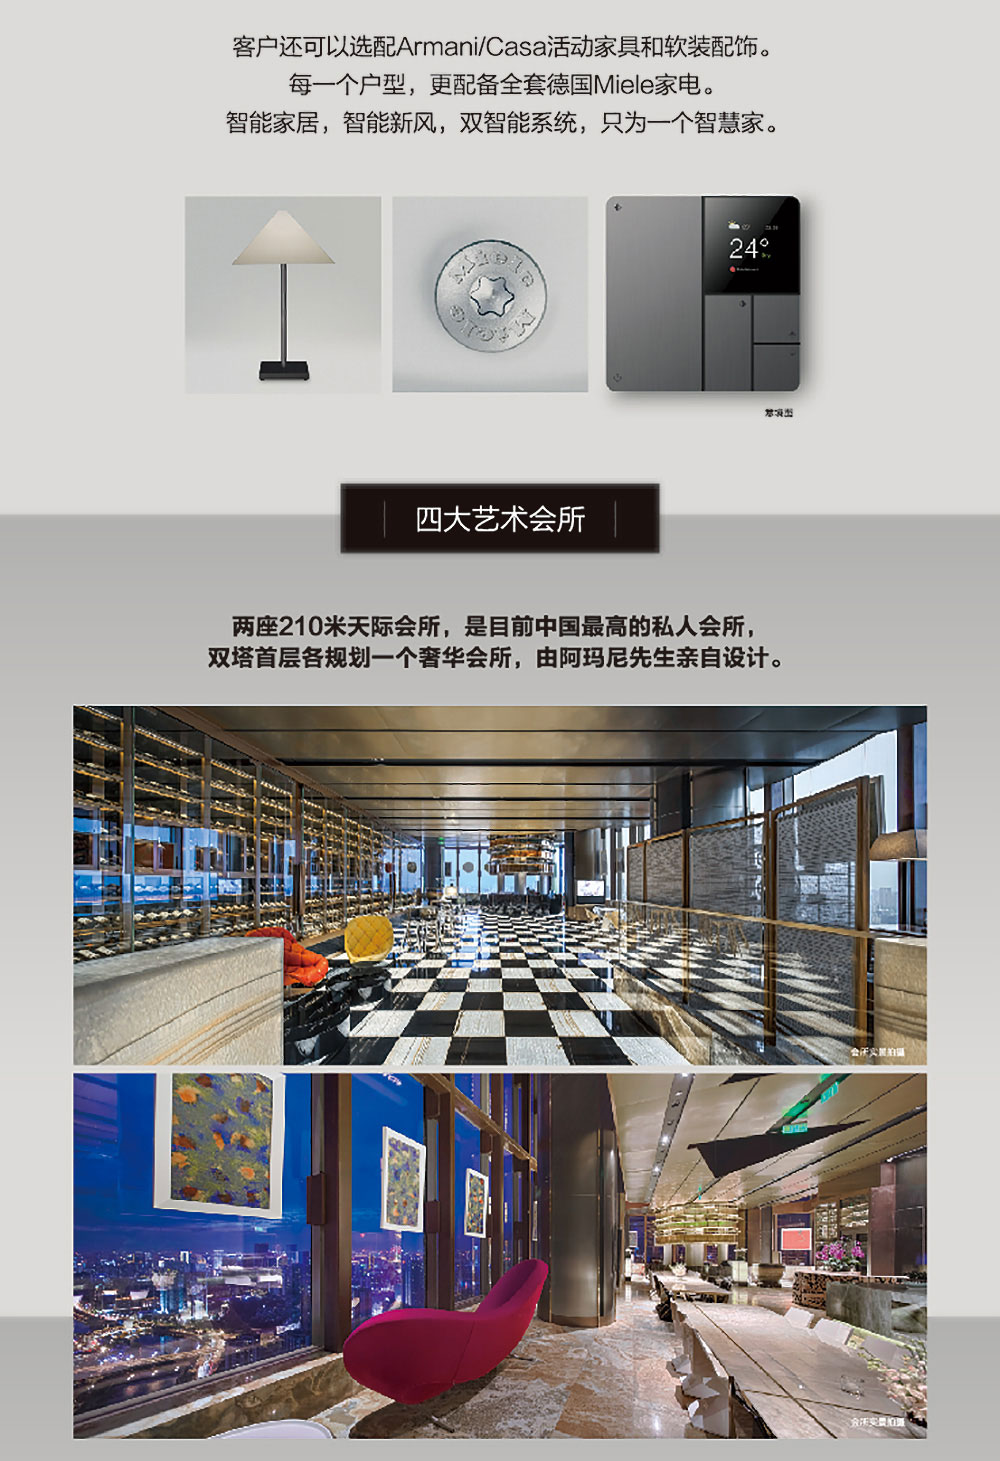 客户还可以选配Armani/Casa活动家具和软装配饰。
每一个户型，更配备全套德国Miele家电。
智能家居，智能新风，双智能系统，只为一个智慧家。
Miele
Miele
24°
意境图
四大艺术会所
两座210米天际会所，是目前中国最高的私人会所，
双塔首层各规划一个奢华会所，由阿玛尼先生亲自设计。
会所实景拍摄
会所实景拍摄